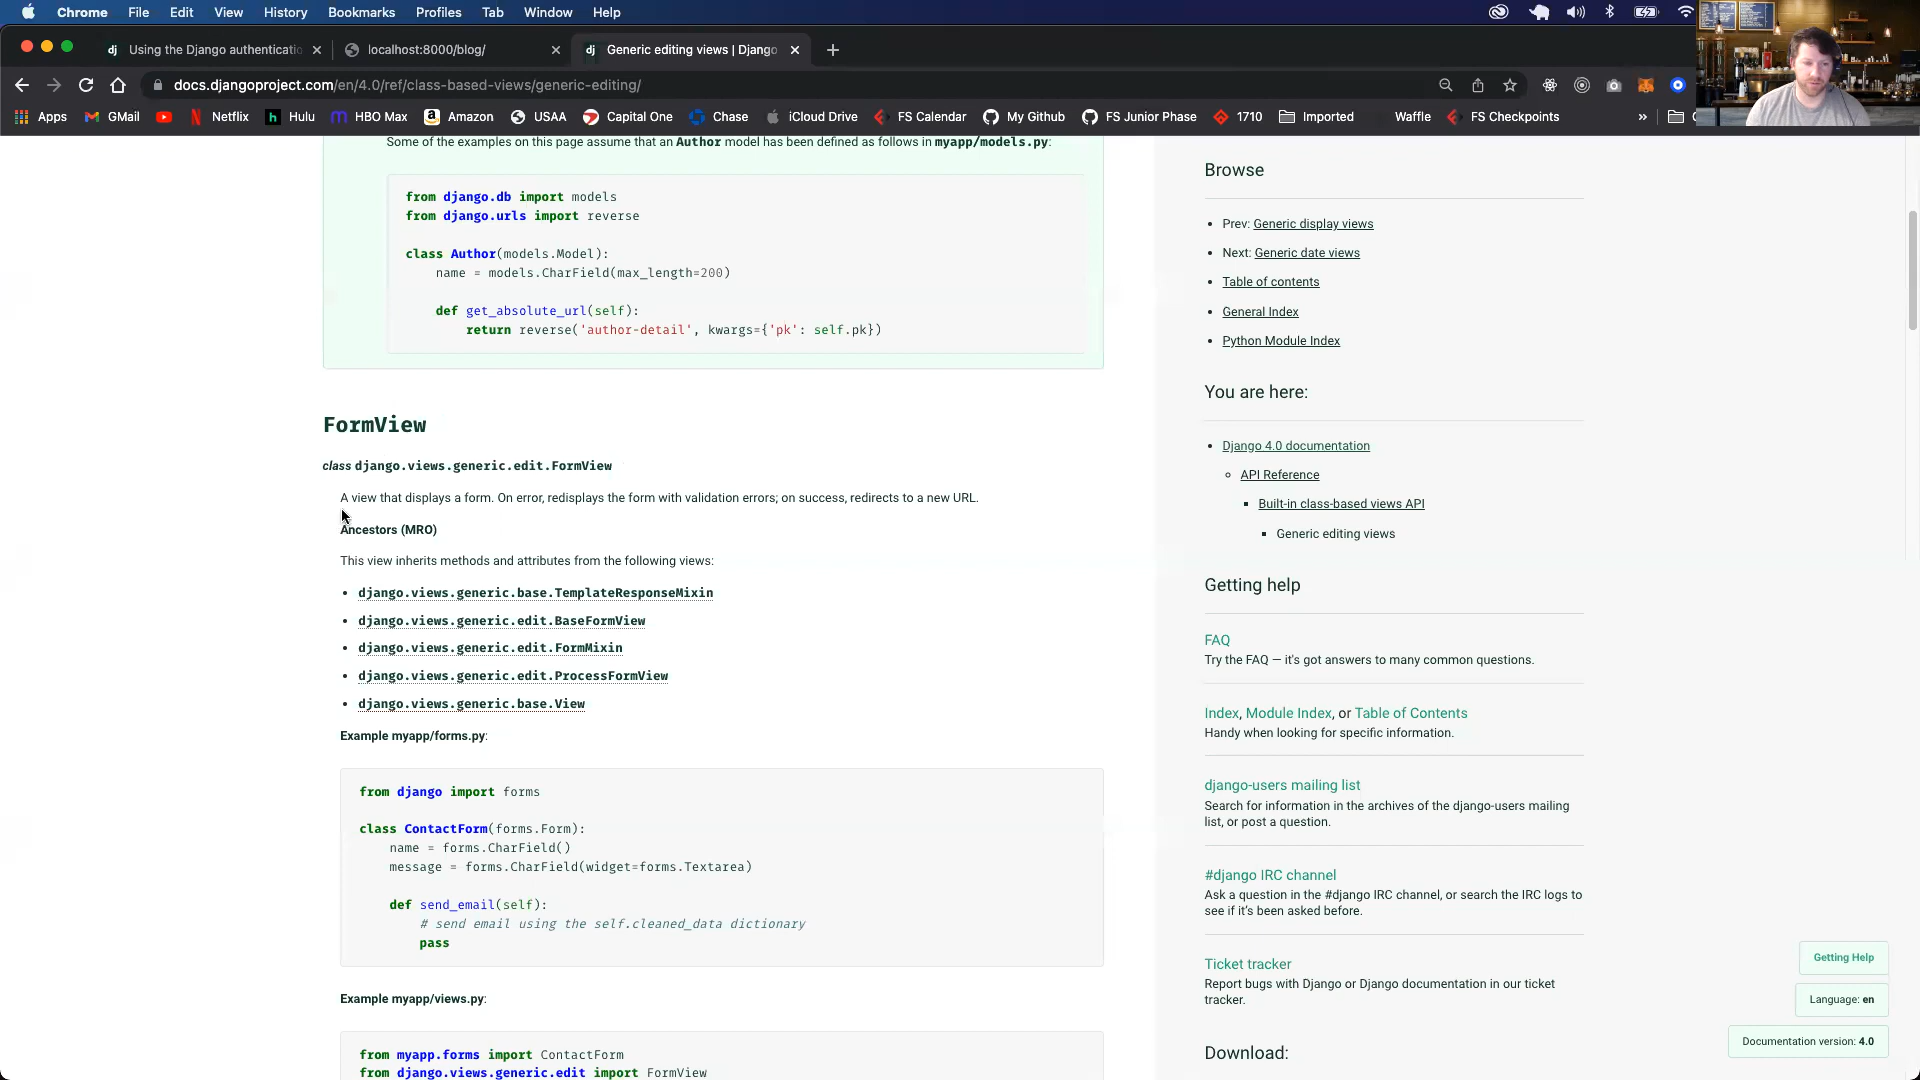 Chrome File Edit View History Bookmarks Profiles Tab Window Help
Using the Django authenticatio
localhost:8000/blog/
Generic editing views | Django
docs.djangoproject.com/en/4.0/ref/class-based-views/generic-editing/
Apps GMail Netflix Hulu HBO Max Amazon USAA Capital One Chase iCloud Drive FS Calendar My Github FS Junior Phase 1710 Imported Waffle FS Checkpoints »
Some of the examples on this page assume that an Author model has been defined as follows in myapp/models.py:
from django.db import models
from django.urls import reverse
class Author(models.Model):
name = models.CharField(max_length=200)
def get_absolute_url(self):
return reverse('author-detail', kwargs={'pk': self.pk})
FormView
class django.views.generic.edit.FormView
A view that displays a form. On error, redisplays the form with validation errors; on success, redirects to a new URL.
Ancestors (MRO)
This view inherits methods and attributes from the following views:
• django.views.generic.base.TemplateResponseMixin
• django.views.generic.edit.BaseFormView
• django.views.generic.edit.FormMixin
• django.views.generic.edit.ProcessFormView
• django.views.generic.base.View
Example myapp/forms.py:
from django import forms
class ContactForm(forms.Form):
name = forms.CharField()
message = forms.CharField(widget=forms.Textarea)
def send_email(self):
# send email using the self.cleaned_data dictionary
pass
Example myapp/views.py:
from myapp.forms import ContactForm
from django.views.generic.edit import FormView
Browse
Prev: Generic display views
Next: Generic date views
Table of contents
General Index
Python Module Index
You are here:
Django 4.0 documentation
API Reference
Built-in class-based views API
Generic editing views
Getting help
FAQ
Try the FAQ — it's got answers to many common questions.
Index, Module Index, or Table of Contents
Handy when looking for specific information.
django-users mailing list
Search for information in the archives of the django-users mailing
list, or post a question.
#django IRC channel
Ask a question in the #django IRC channel, or search the IRC logs to
see if it's been asked before.
Ticket tracker
Report bugs with Django or Django documentation in our ticket
tracker.
Download:
Getting Help
Language: en
Documentation version: 4.0